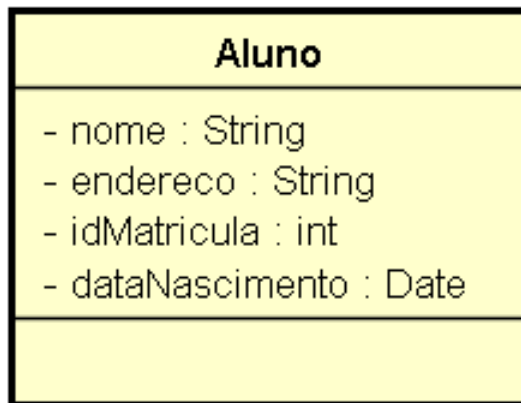 Aluno
- nome : String
- endereco : String
- idMatricula : int
- dataNascimento : Date